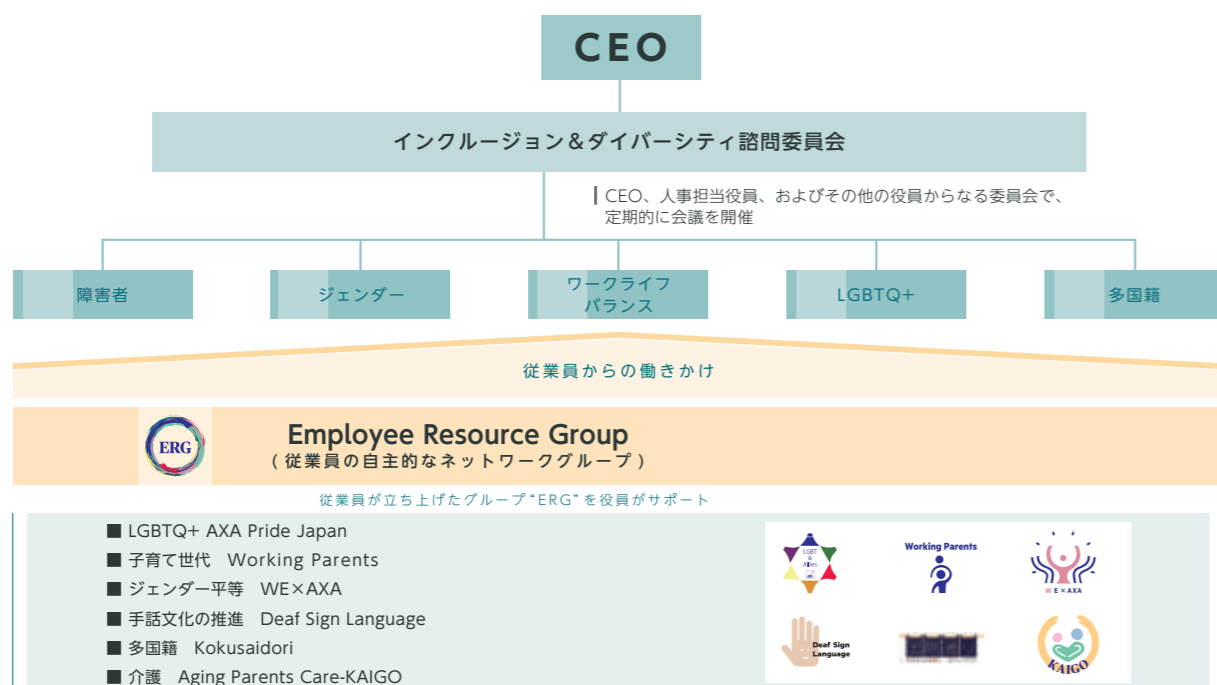 CEO
インクルージョン＆ダイバーシティ諮問委員会
CEO、人事担当役員、およびその他の役員からなる委員会で、
定期的に会議を開催
障害者
ジェンダー
ワークライフ
バランス
LGBTQ+
多国籍
従業員からの働きかけ
ERG
Employee Resource Group
(従業員の自主的なネットワークグループ)
従業員が立ち上げたグループ“ERG”を役員がサポート
■ LGBTQ+ AXA Pride Japan
■ 子育て世代 Working Parents
■ ジェンダー平等 WE×AXA
■ 手話文化の推進 Deaf Sign Language
■ 多国籍 Kokusaidori
■ 介護 Aging Parents Care-KAIGO
LGBT
&
Allies
Working Parents
WE×AXA
Deaf Sign
Language
KAIGO